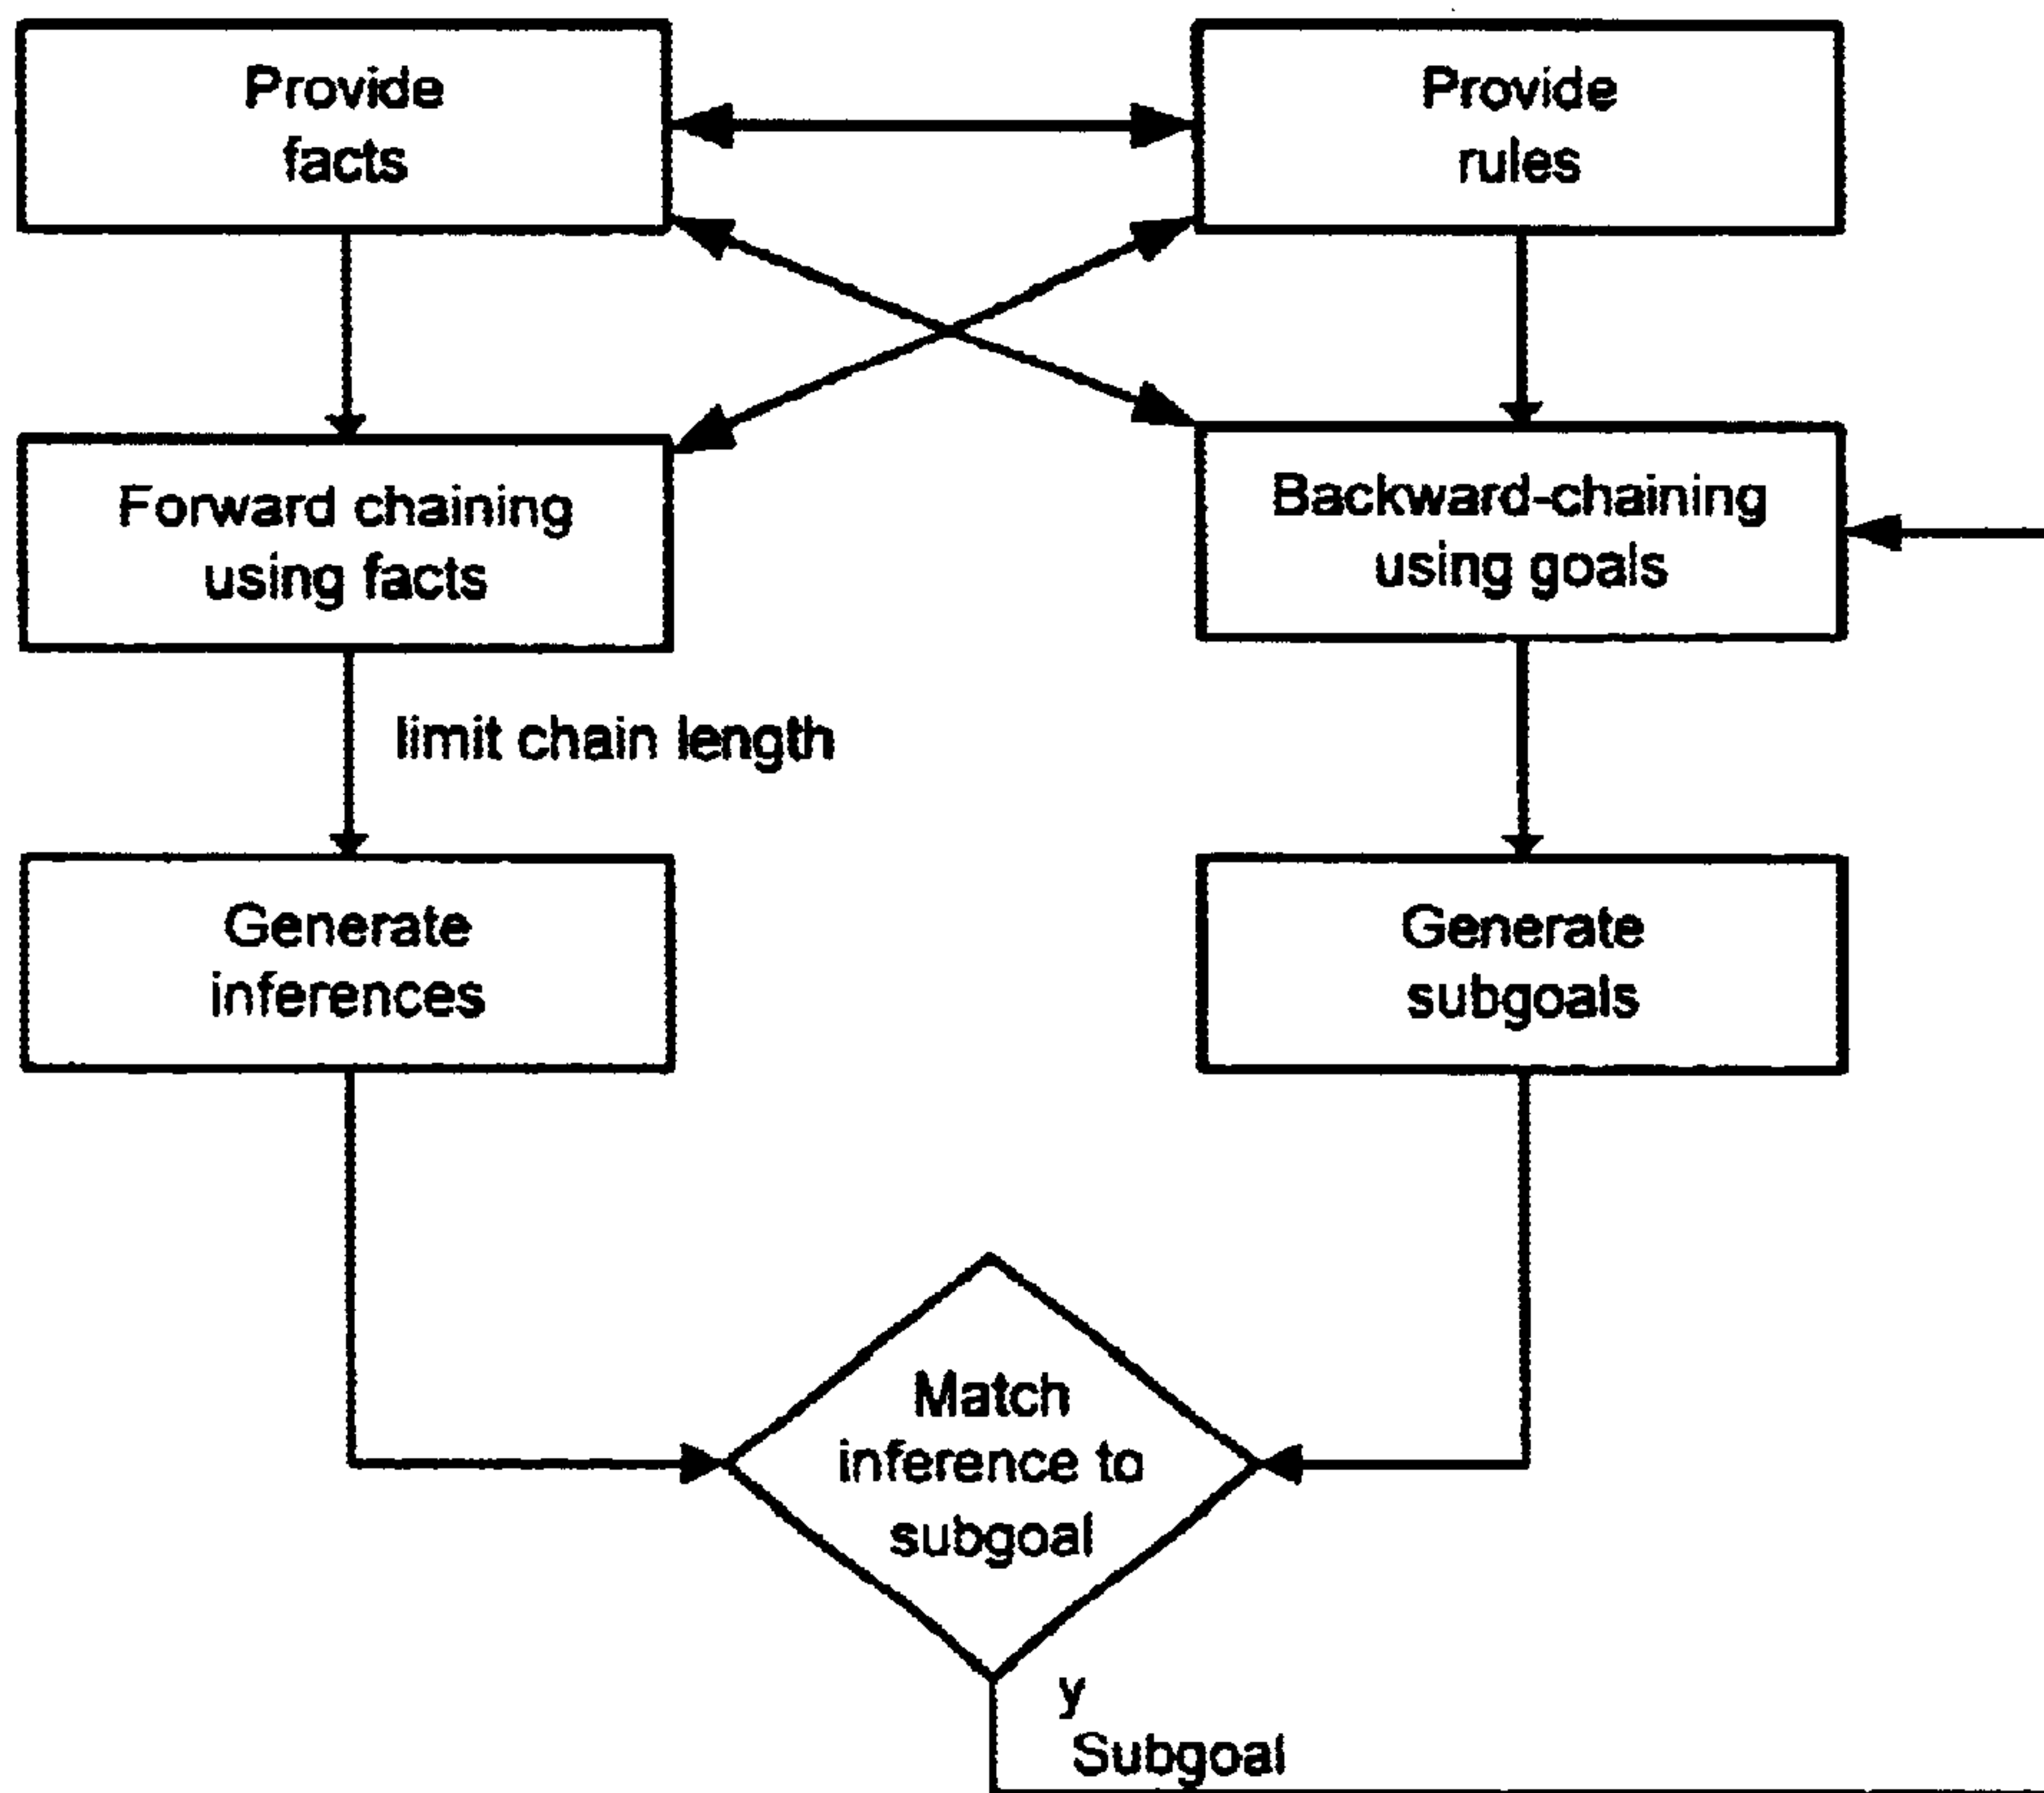 Provide
facts
Provide
rules
Forward chaining
using facts
Backward-chaining
using goals
limit chain length
Generate
inferences
Generate
subgoals
Match
inference to
subgoal
y
Subgoal